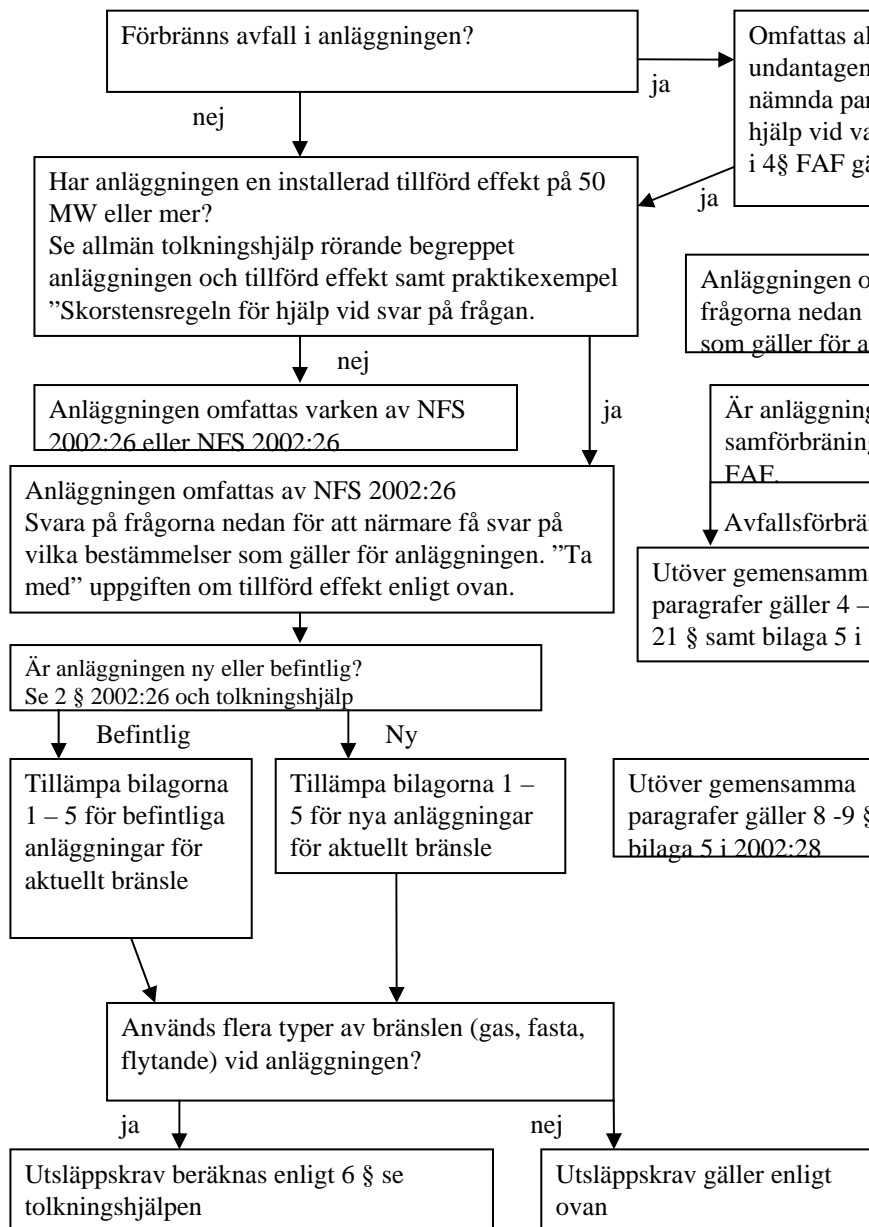 Förbränns avfall i anläggningen?
ja
nej
Omfattas
undantagen
nämnda
hjälp vid
i 4§ FAF
ja
Har anläggningen en installerad tillförd effekt på 50
MW eller mer?
Se allmän tolkningshjälp rörande begreppet
anläggningen och tillförd effekt samt praktikexempel
”Skorstensregeln för hjälp vid svar på frågan.
Anläggningen
frågorna nedan
som gäller för
nej
ja
Anläggningen omfattas varken av NFS
2002:26 eller NFS 2002:26
Är
FAF.
Anläggningen omfattas av NFS 2002:26
Svara på frågorna nedan för att närmare få svar på
vilka bestämmelser som gäller för anläggningen. ”Ta
med” uppgiften om tillförd effekt enligt ovan.
Utöver
paragrafer gäller 4 –
21 § samt bilaga 5 i
Är anläggningen ny eller befintlig?
Se 2 § 2002:26 och tolkningshjälp
Befintlig
Ny
Tillämpa bilagorna
1 – 5 för befintliga
anläggningar för
aktuellt bränsle
Tillämpa bilagorna 1 –
5 för nya anläggningar
för aktuellt bränsle
Utöver gemensamma
paragrafer gäller 8 -9 §
bilaga 5 i 2002:28
Används flera typer av bränslen (gas, fasta,
flytande) vid anläggningen?
ja
nej
Utsläppskrav beräknas enligt 6 § se
tolkningshjälpen
Utsläppskrav gäller enligt
ovan